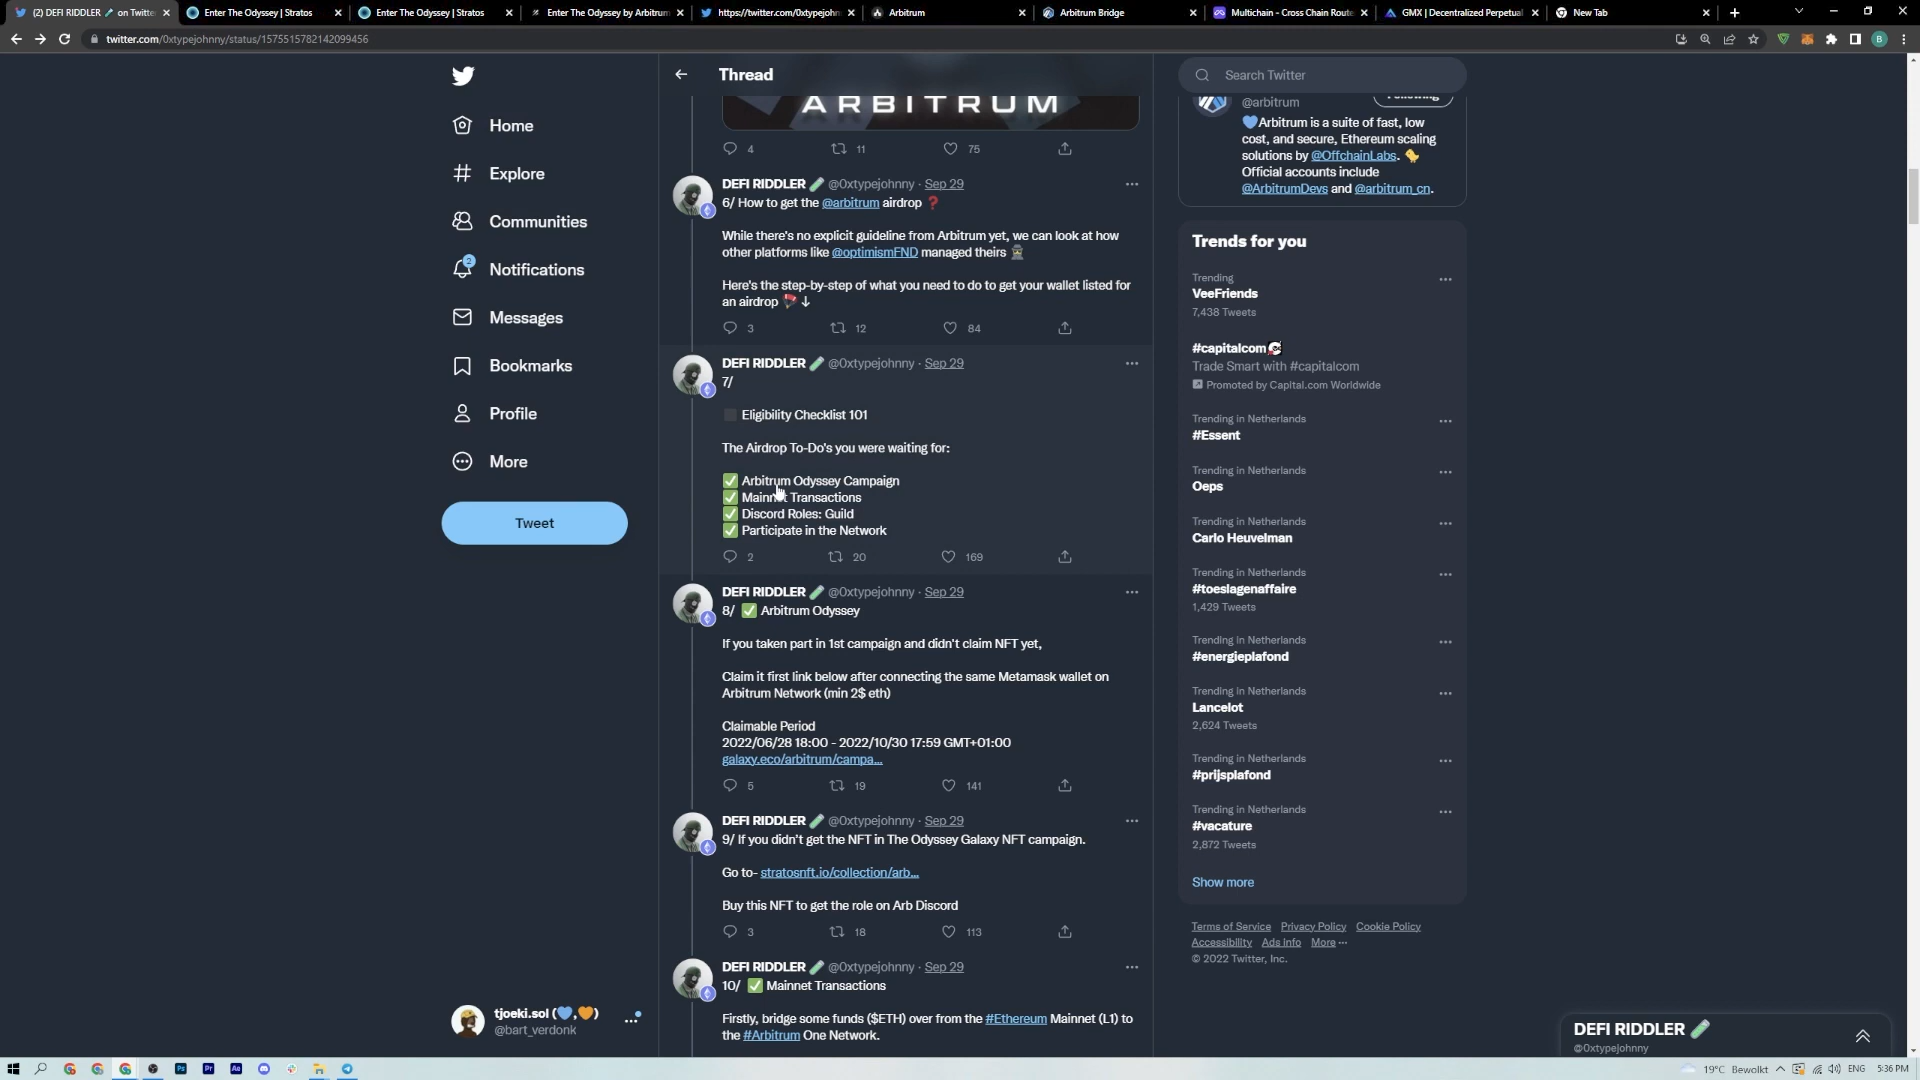 (2) DEFI RIDDLER on Twitte
Enter The Odyssey | Stratos
Enter The Odyssey | Stratos
Enter The Odyssey by Arbitrum
https://twitter.com/0xtypejohn
Arbitrum
Arbitrum Bridge
Multichain - Cross Chain Route
GMX | Decentralized Perpetual
New Tab
twitter.com/0xtypejohnny/status/1575515782142099456
B
Home
Explore
Communities
2
Notifications
Messages
Bookmarks
Profile
More
Tweet
tjoeki.sol (💙,🧡)
@bart_verdonk
Thread
ARBITRUM
4 11 75
DEFI RIDDLER 🧪 @0xtypejohnny · Sep 29
6/ How to get the @arbitrum airdrop ❓
While there's no explicit guideline from Arbitrum yet, we can look at how
other platforms like @optimismFND managed theirs
Here's the step-by-step of what you need to do to get your wallet listed for
an airdrop 🪂 ↓
3 12 84
DEFI RIDDLER 🧪 @0xtypejohnny · Sep 29
7/
Eligibility Checklist 101
The Airdrop To-Do's you were waiting for:
✅ Arbitrum Odyssey Campaign
✅ Mainnet Transactions
✅ Discord Roles: Guild
✅ Participate in the Network
2 20 169
DEFI RIDDLER 🧪 @0xtypejohnny · Sep 29
8/ ✅ Arbitrum Odyssey
If you taken part in 1st campaign and didn't claim NFT yet,
Claim it first link below after connecting the same Metamask wallet on
Arbitrum Network (min 2$ eth)
Claimable Period
2022/06/28 18:00 - 2022/10/30 17:59 GMT+01:00
galaxy.eco/arbitrum/campa...
5 19 141
DEFI RIDDLER 🧪 @0xtypejohnny · Sep 29
9/ If you didn't get the NFT in The Odyssey Galaxy NFT campaign.
Go to- stratosnft.io/collection/arb...
Buy this NFT to get the role on Arb Discord
3 18 113
DEFI RIDDLER 🧪 @0xtypejohnny · Sep 29
10/ ✅ Mainnet Transactions
Firstly, bridge some funds ($ETH) over from the #Ethereum Mainnet (L1) to
the #Arbitrum One Network.
Search Twitter
@arbitrum
Following
💙Arbitrum is a suite of fast, low
cost, and secure, Ethereum scaling
solutions by @OffchainLabs. 🐤
Official accounts include
@ArbitrumDevs and @arbitrum_cn.
Trends for you
Trending
VeeFriends
7,438 Tweets
#capitalcom
Trade Smart with #capitalcom
Promoted by Capital.com Worldwide
Trending in Netherlands
#Essent
Trending in Netherlands
Oeps
Trending in Netherlands
Carlo Heuvelman
Trending in Netherlands
#toeslagenaffaire
1,429 Tweets
Trending in Netherlands
#energieplafond
Trending in Netherlands
Lancelot
2,624 Tweets
Trending in Netherlands
#prijsplafond
Trending in Netherlands
#vacature
2,872 Tweets
Show more
Terms of Service Privacy Policy Cookie Policy
Accessibility Ads Info More ···
© 2022 Twitter, Inc.
DEFI RIDDLER 🧪
@0xtypejohnny
Ps
Pr
Ae
19°C Bewolkt ENG 5:36 PM